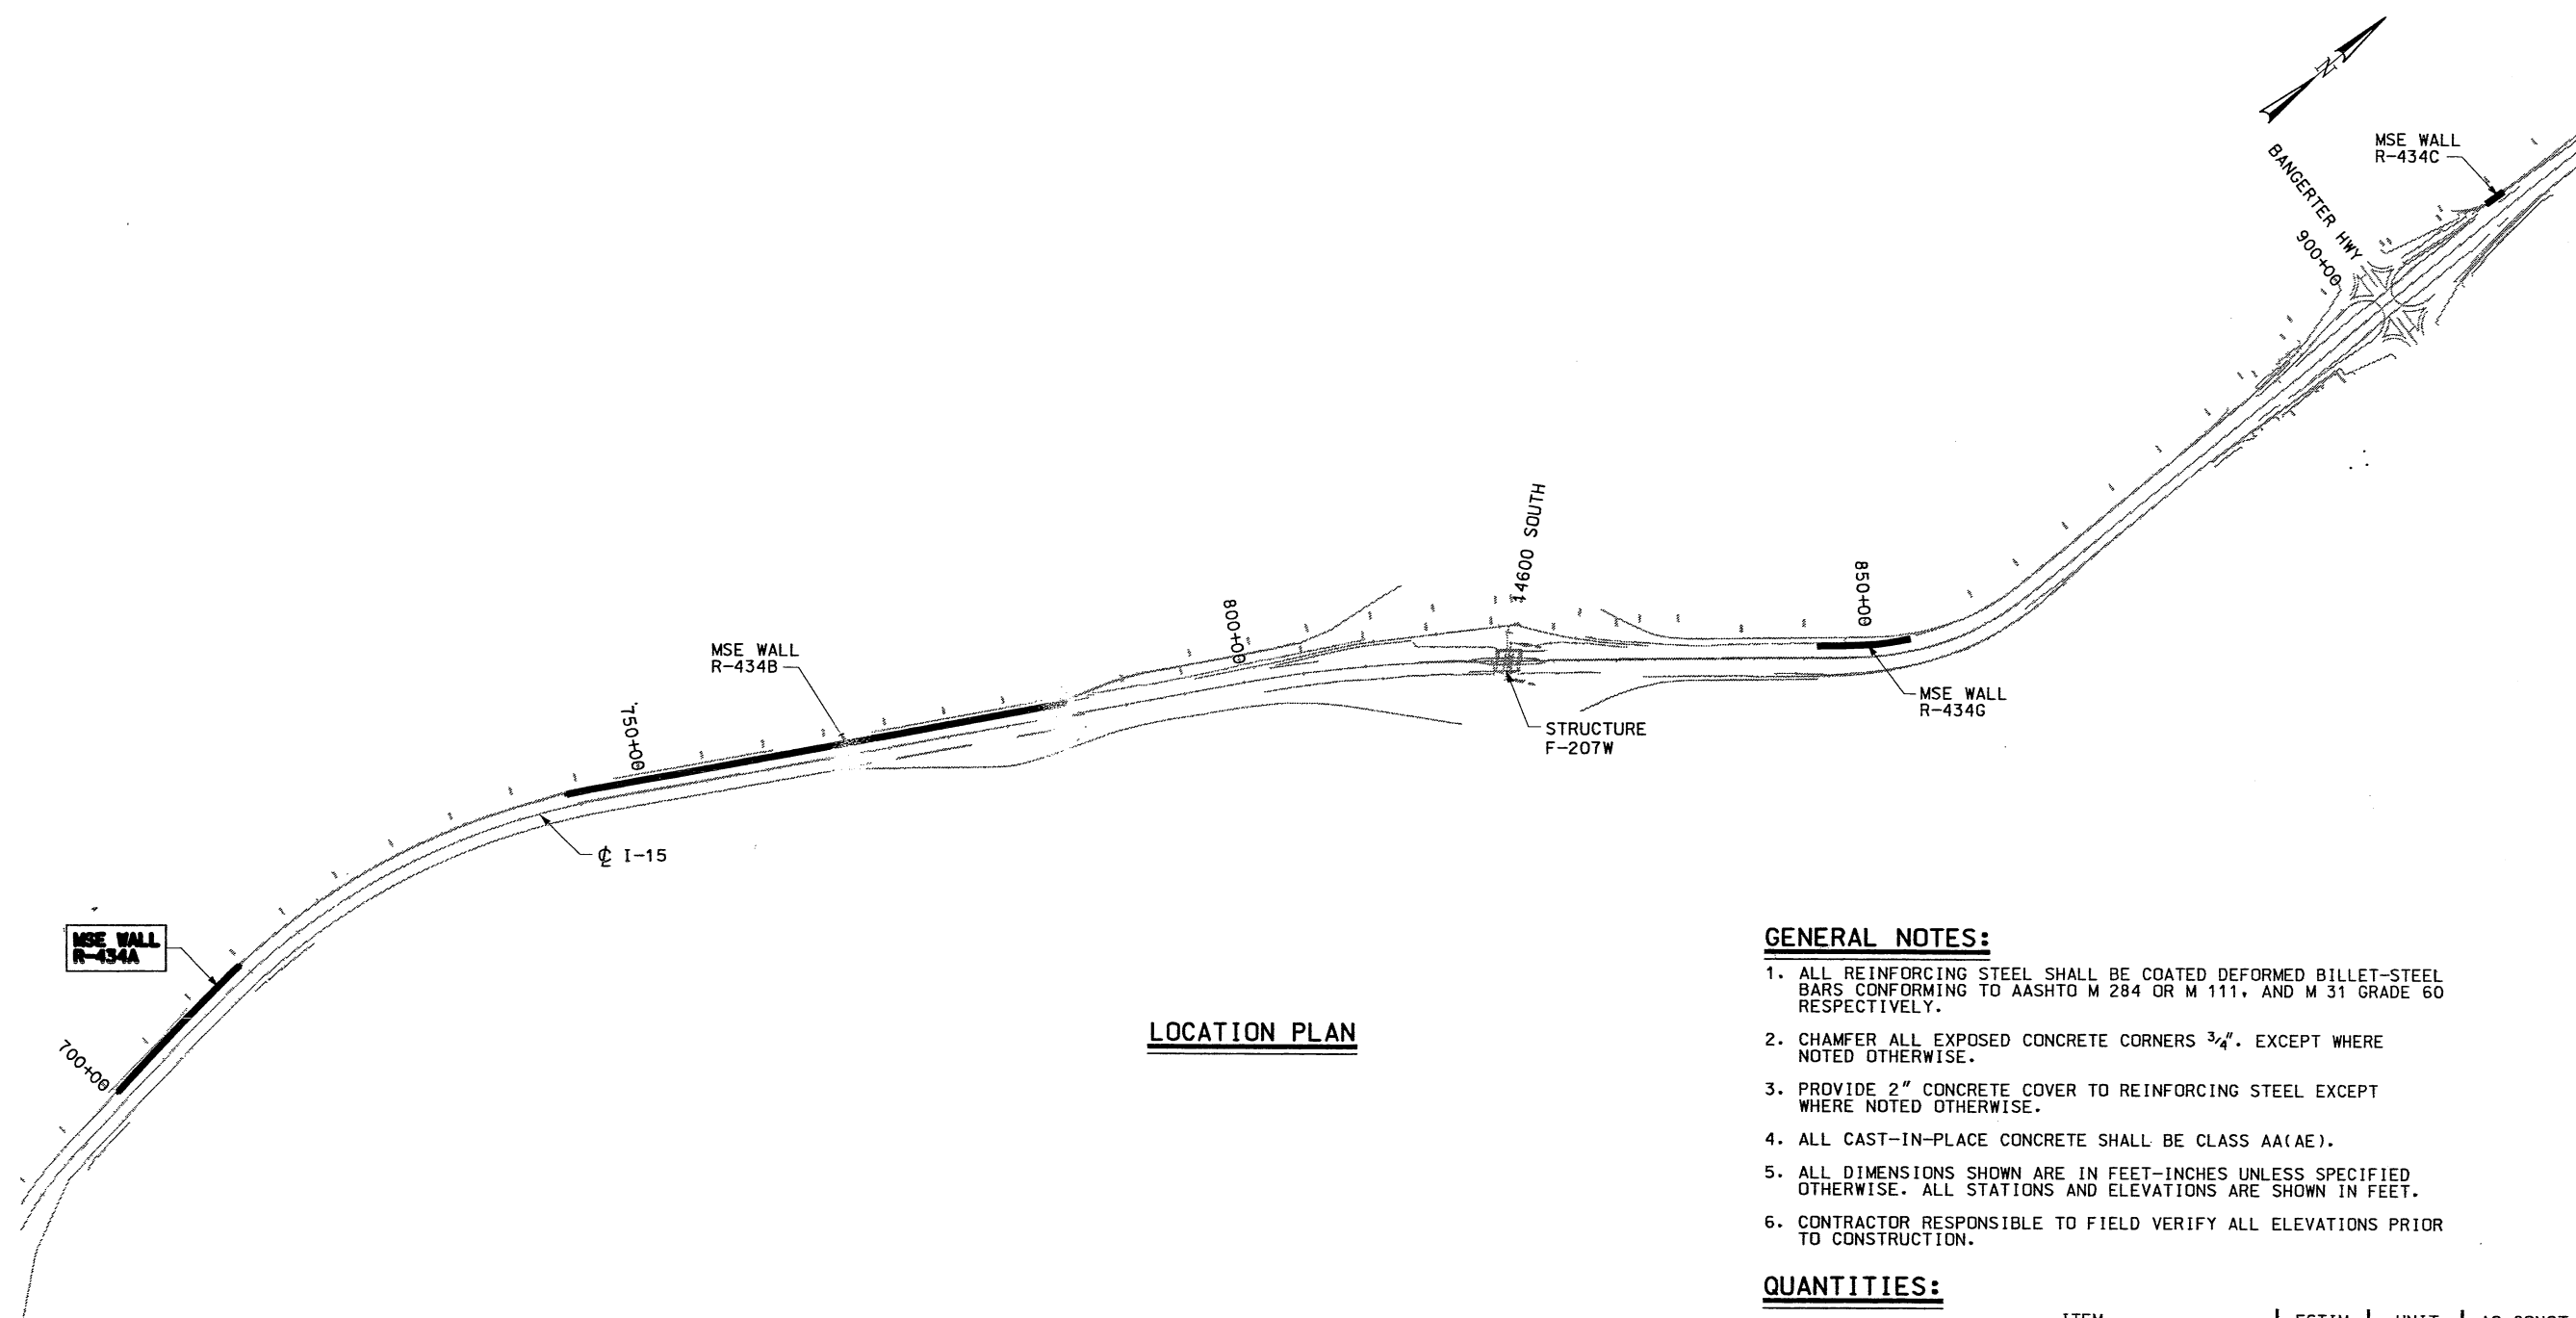 N
MSE WALL
R-434C
BANGERTER HWY
900+00
14600 SOUTH
850+00
800+00
MSE WALL
R-434B
MSE WALL
R-434G
STRUCTURE
F-207W
750+00
℄ I-15
MSE WALL
R-434A
700+00
LOCATION PLAN
GENERAL NOTES:
1. ALL REINFORCING STEEL SHALL BE COATED DEFORMED BILLET-STEEL
BARS CONFORMING TO AASHTO M 284 OR M 111, AND M 31 GRADE 60
RESPECTIVELY.
2. CHAMFER ALL EXPOSED CONCRETE CORNERS 3/4". EXCEPT WHERE
NOTED OTHERWISE.
3. PROVIDE 2" CONCRETE COVER TO REINFORCING STEEL EXCEPT
WHERE NOTED OTHERWISE.
4. ALL CAST-IN-PLACE CONCRETE SHALL BE CLASS AA(AE).
5. ALL DIMENSIONS SHOWN ARE IN FEET-INCHES UNLESS SPECIFIED
OTHERWISE. ALL STATIONS AND ELEVATIONS ARE SHOWN IN FEET.
6. CONTRACTOR RESPONSIBLE TO FIELD VERIFY ALL ELEVATIONS PRIOR
TO CONSTRUCTION.
QUANTITIES: